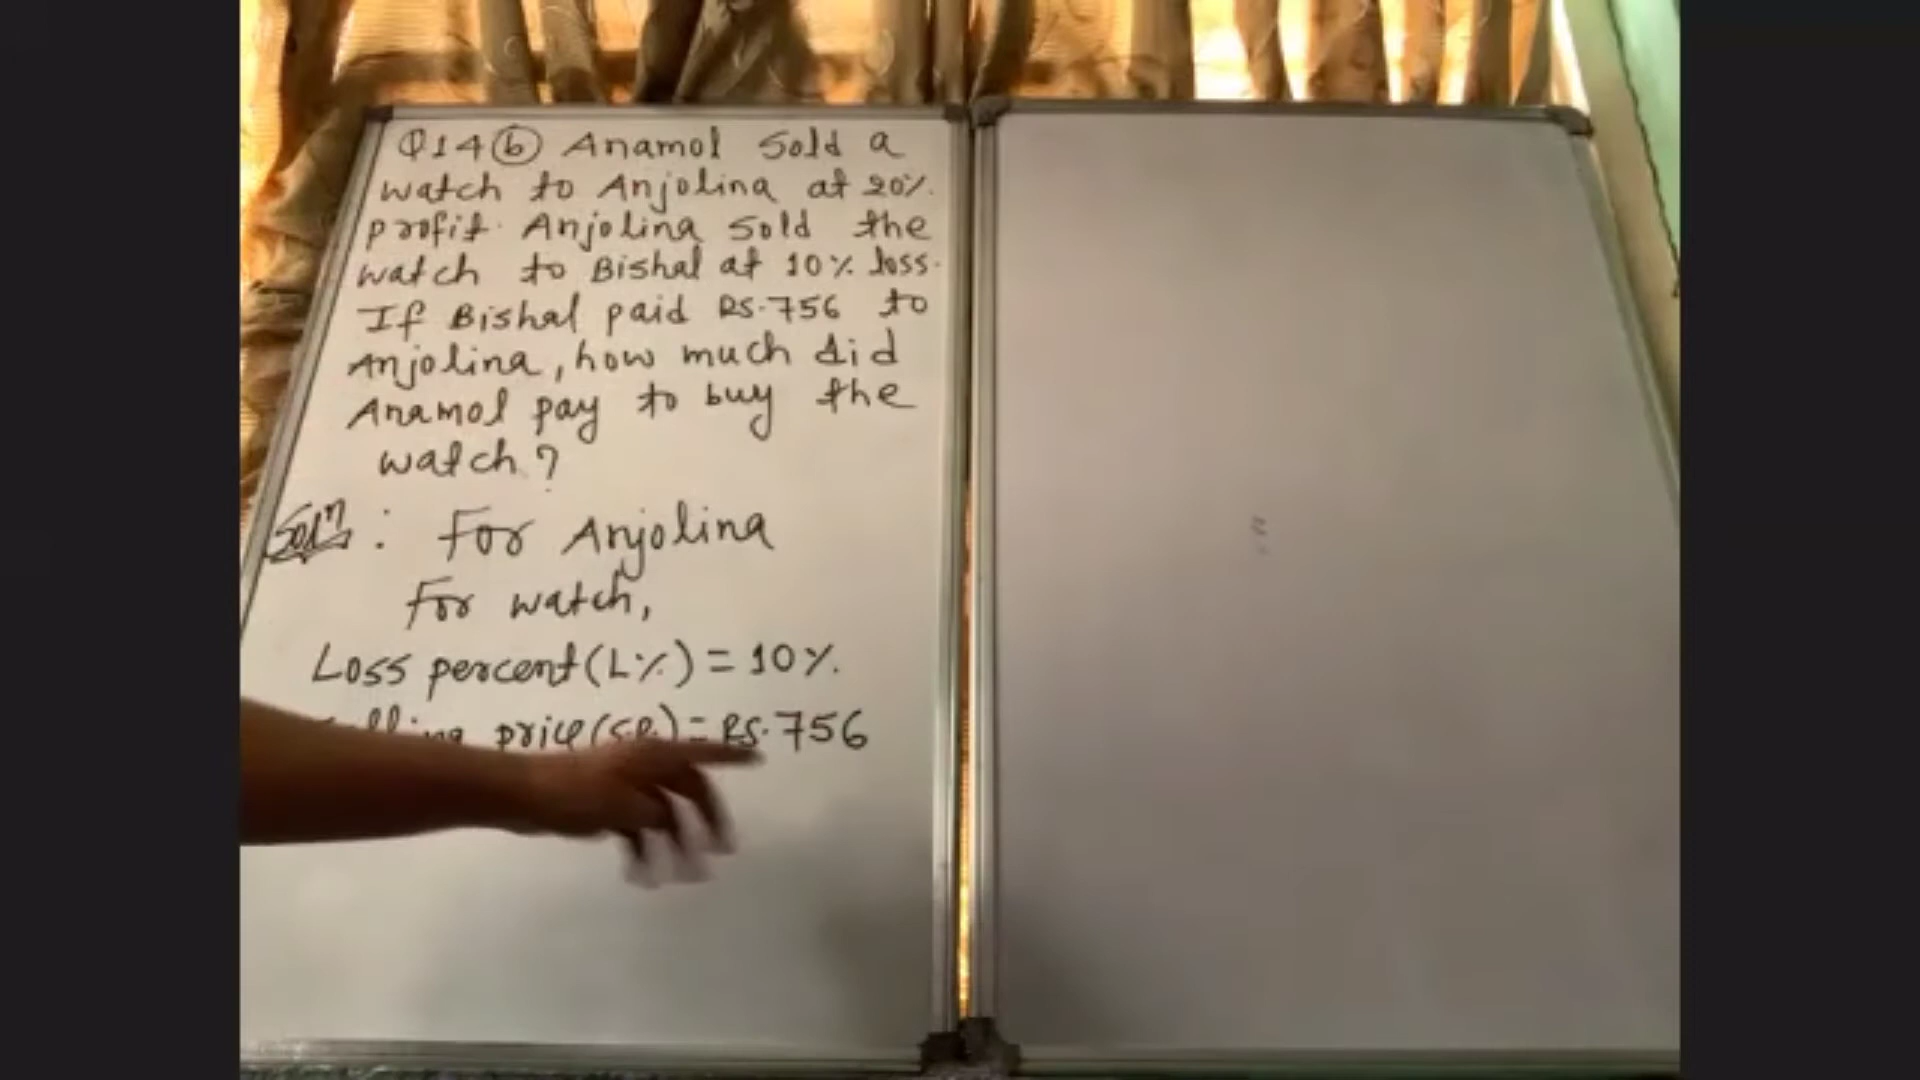 Q14 (b) Anamol Sold a
watch to Anjolina at 20%
profit. Anjolina sold the
watch to Bishal at 10% loss.
If Bishal paid Rs.756 to
Anjolina, how much did
Anamol pay to buy the
watch?
Solⁿ: For Anjolina
For watch,
Loss percent (L%) = 10%.
price (S.P.) = Rs.756